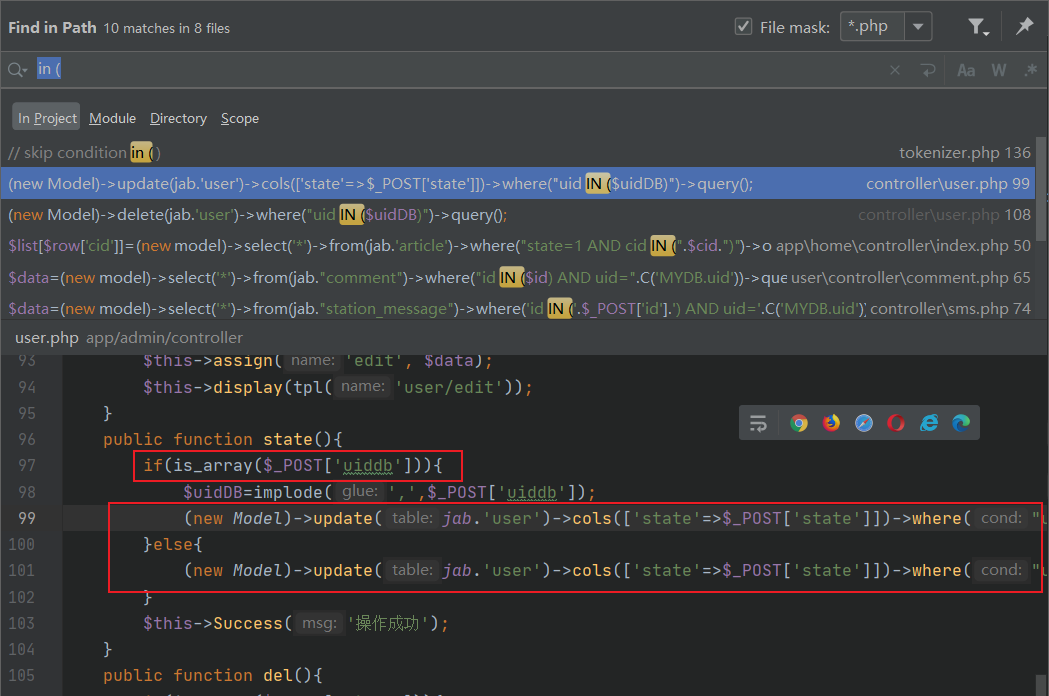 Find in Path 10 matches in 8 files File mask: *.php
in ( Aa W .*
In Project Module Directory Scope
// skip condition in () tokenizer.php 136
(new Model)->update(jab.'user')->cols(['state'=>$_POST['state']])->where("uid IN ($uidDB)")->query(); controller\user.php 99
(new Model)->delete(jab.'user')->where("uid IN ($uidDB)")->query(); controller\user.php 108
$list[$row['cid']]=(new model)->select('*')->from(jab.'article')->where("state=1 AND cid IN (".$cid.")")->o app\home\controller\index.php 50
$data=(new model)->select('*')->from(jab."comment")->where("id IN ($id) AND uid=".C('MYDB.uid'))->que user\controller\comment.php 65
$data=(new model)->select('*')->from(jab."station_message")->where('id IN ('.$_POST['id'].') AND uid='.C('MYDB.uid') controller\sms.php 74
user.php app/admin/controller
93 $this->assign( name: 'edit', $data);
94 $this->display(tpl( name: 'user/edit'));
95 }
96 public function state(){
97 if(is_array($_POST['uiddb'])){
98 $uidDB=implode( glue: ',',$_POST['uiddb']);
99 (new Model)->update( table: jab.'user')->cols(['state'=>$_POST['state']])->where( cond: "u
100 }else{
101 (new Model)->update( table: jab.'user')->cols(['state'=>$_POST['state']])->where( cond: "u
102 }
103 $this->Success( msg: '操作成功');
104 }
105 public function del(){